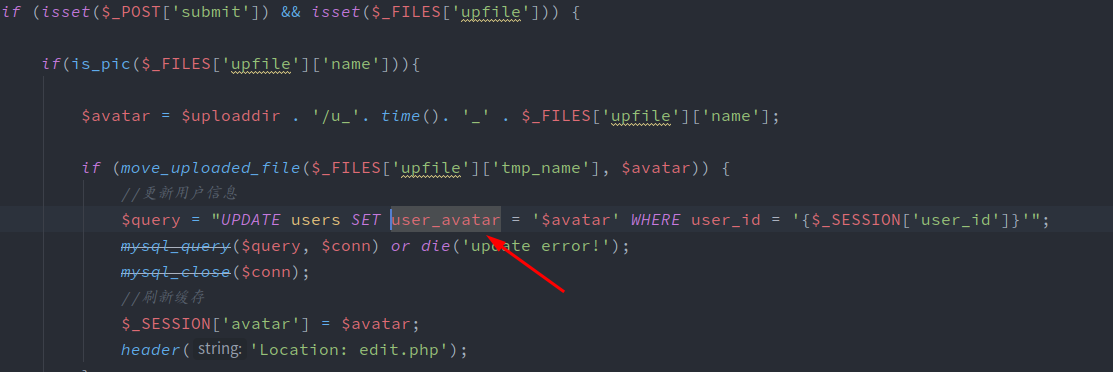 if (isset($_POST['submit']) && isset($_FILES['upfile'])) {
if(is_pic($_FILES['upfile']['name'])){
$avatar = $uploaddir . '/u_'. time(). '_' . $_FILES['upfile']['name'];
if (move_uploaded_file($_FILES['upfile']['tmp_name'], $avatar)) {
//更新用户信息
$query = "UPDATE users SET user_avatar = '$avatar' WHERE user_id = '{$_SESSION['user_id']}'";
mysql_query($query, $conn) or die('update error!');
mysql_close($conn);
//刷新缓存
$_SESSION['avatar'] = $avatar;
header( string: 'Location: edit.php');